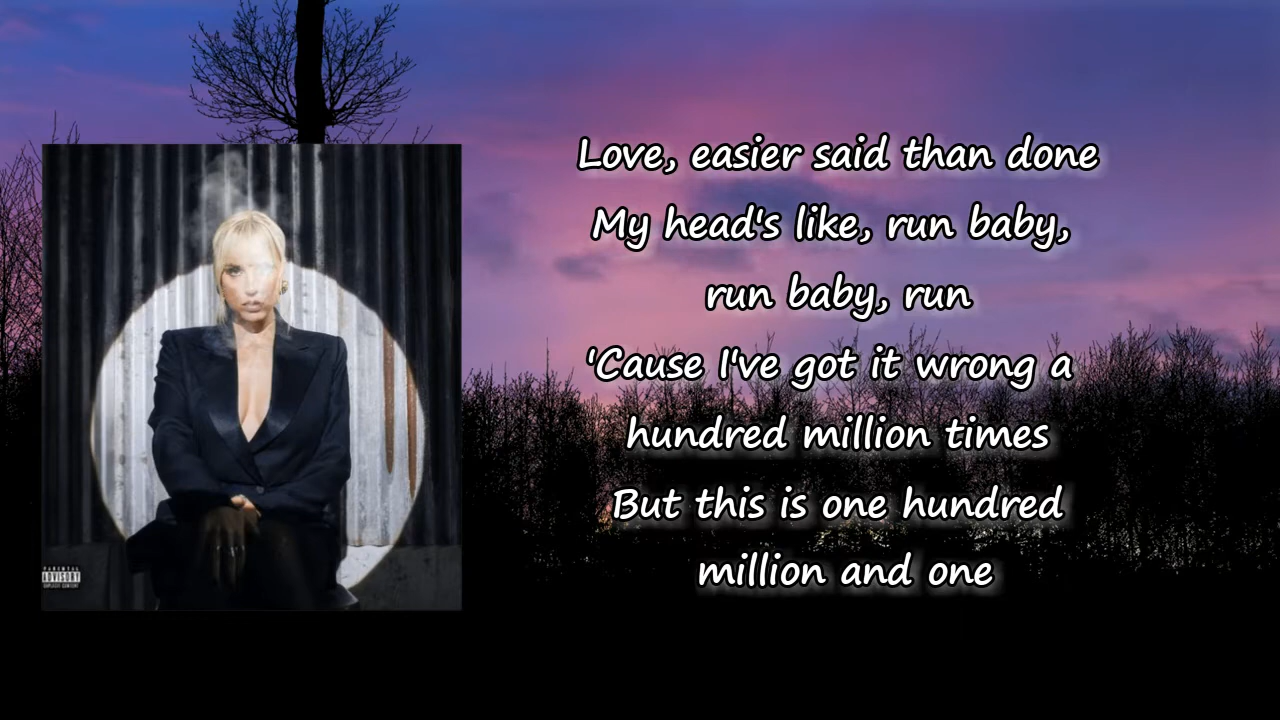 Love, easier said than done
My head's like, run baby,
run baby, run
'Cause I've got it wrong a
hundred million times
But this is one hundred
million and one
PARENTAL
ADVISORY
EXPLICIT CONTENT